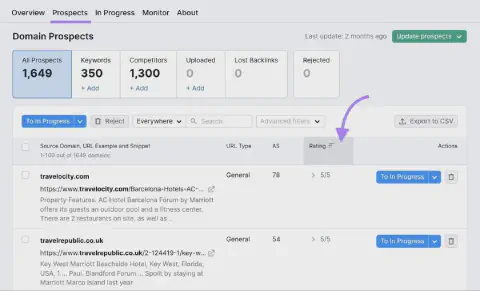 Overview Prospects In Progress Monitor About
Domain Prospects
Last update: 2 months ago Update prospects
All Prospects Keywords Competitors Uploaded Lost Backlinks Rejected
1,649 350 1,300 0 0 0
+ Add + Add + Add
To In Progress Reject Everywhere Search... Advanced filters Export to CSV
Source Domain, URL Example and Snippet URL Type AS Rating Actions
1-100 out of 1649 domains
travelocity.com General 78 5/5 To In Progress
https://www.travelocity.com/Barcelona-Hotels-AC-...
Property Features. AC Hotel Barcelona Forum by Marriott
offers its guests an outdoor pool and a fitness center.
There are 2 restaurants on site, as well as ...
travelrepublic.co.uk General 54 5/5 To In Progress
https://www.travelrepublic.co.uk/2-124419-1/key-w...
Key West Marriott Beachside Hotel, Key West, Florida,
USA, 1. ... Paul. Blandford Forum ... Spoilt by staying at
Marriott Marco Island last year